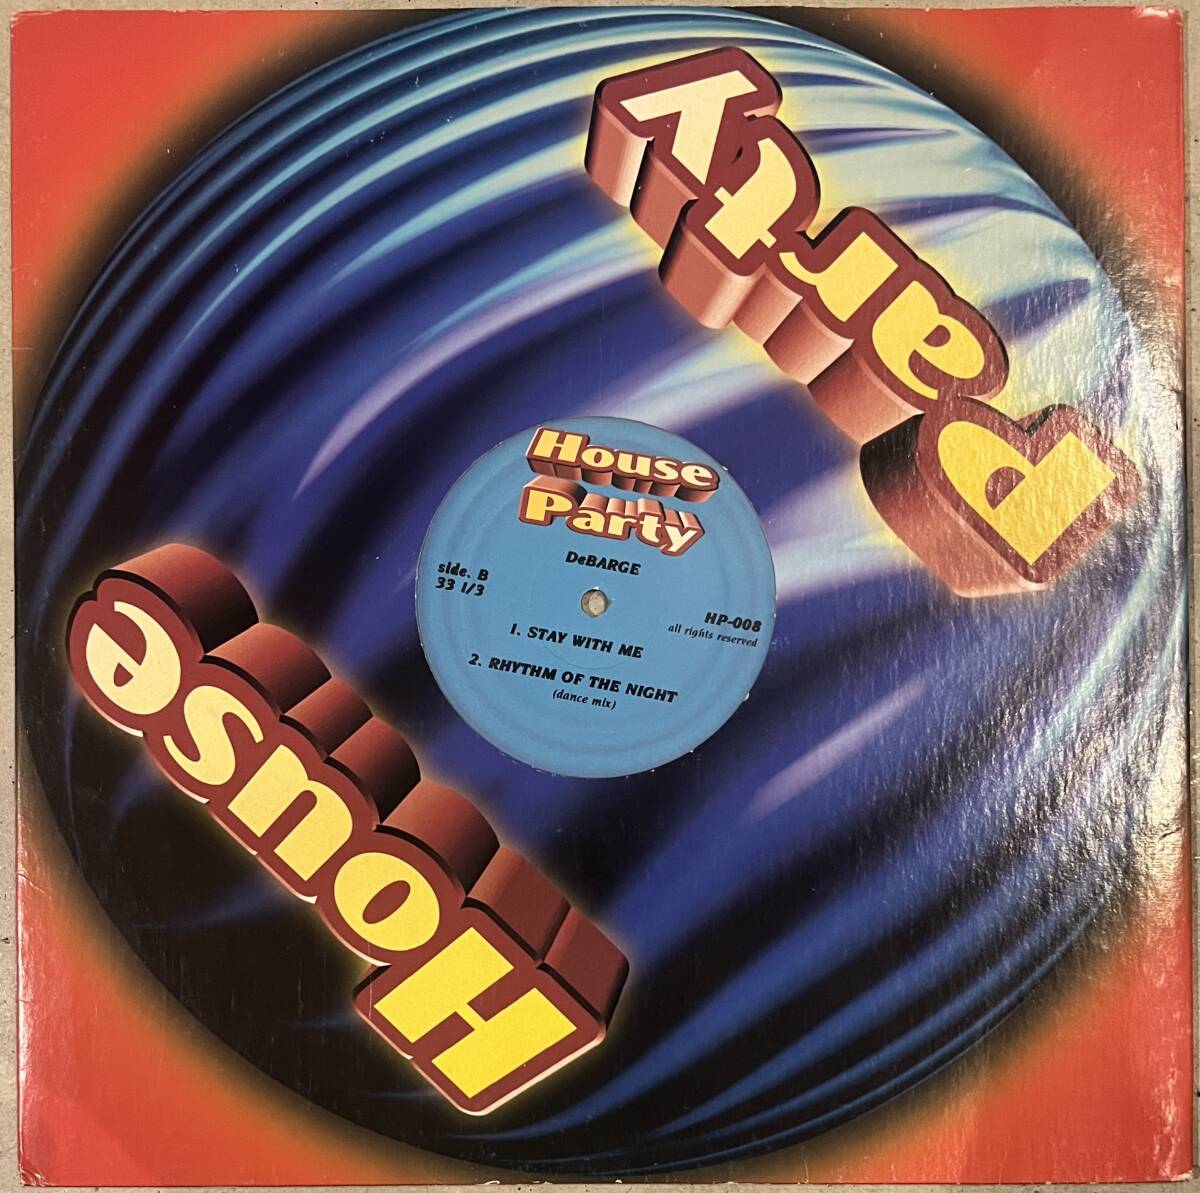 House
Party
House
Party
DeBARGE
side. B
33 1/3
HP-008
all rights reserved
1. STAY WITH ME
2. RHYTHM OF THE NIGHT
(dance mix)